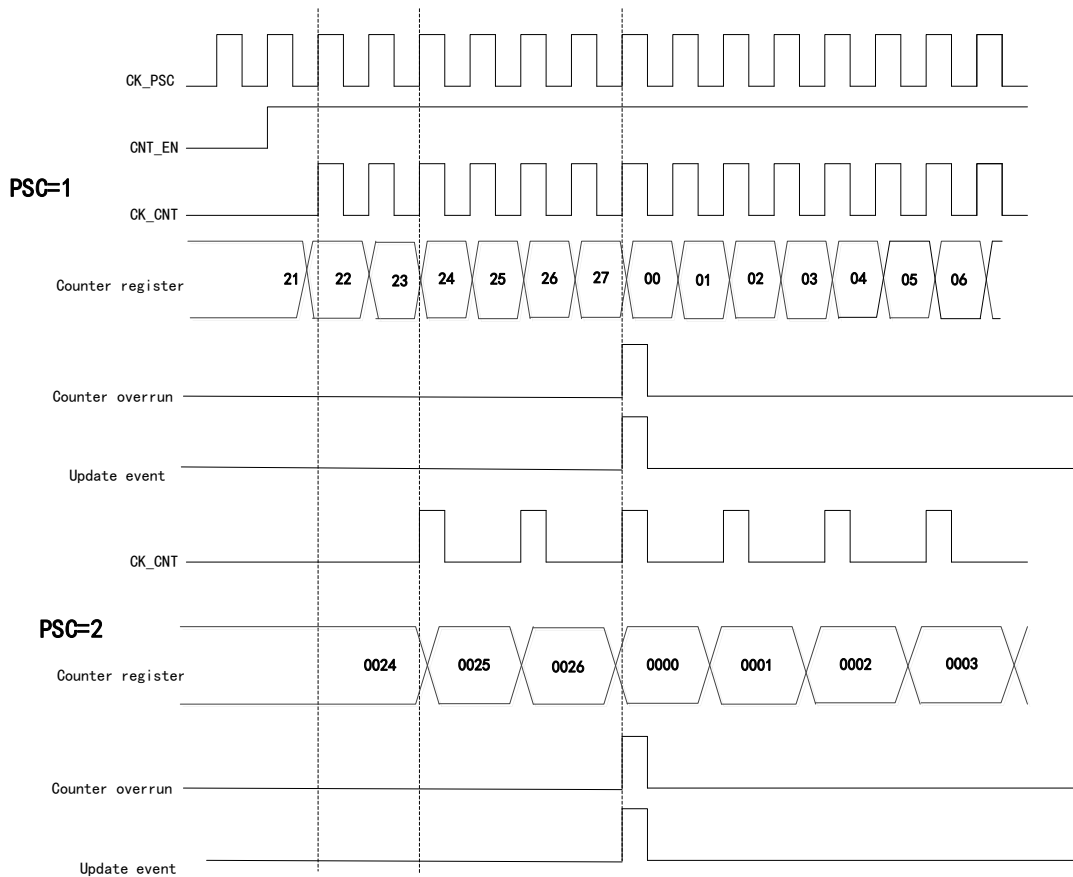 CK_PSC
CNT_EN
PSC=1
CK_CNT
Counter register 21 22 23 24 25 26 27 00 01 02 03 04 05 06
Counter overrun
Update event
CK_CNT
PSC=2
Counter register 0024 0025 0026 0000 0001 0002 0003
Counter overrun
Update event